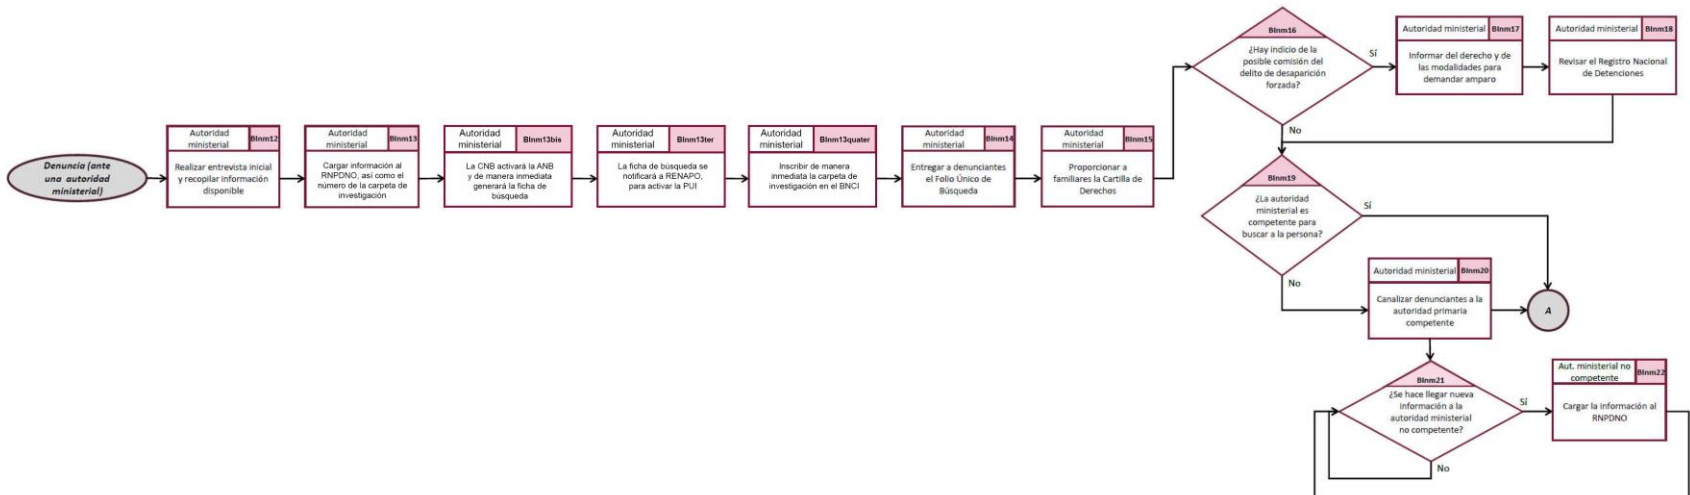 Denuncia (ante
una autoridad
ministerial)
Autoridad
ministerial
BInm12
Realizar entrevista inicial
y recopilar información
disponible
Autoridad
ministerial
BInm13
Cargar información al
RNPDNO, así como el
número de la carpeta de
investigación
Autoridad
ministerial
BInm13bis
La CNB activará la ANB
y de manera inmediata
generará la ficha de
búsqueda
Autoridad
ministerial
BInm13ter
La ficha de búsqueda se
notificará a RENAPO,
para activar la PUI
Autoridad
ministerial
BInm13quater
Inscribir de manera
inmediata la carpeta de
investigación en el BNCI
Autoridad
ministerial
BInm14
Entregar a denunciantes
el Folio Único de
Búsqueda
Autoridad
ministerial
BInm15
Proporcionar a
familiares la Cartilla de
Derechos
BInm16
¿Hay indicio de la
posible comisión del
delito de desaparición
forzada?
Sí
No
Autoridad ministerial
BInm17
Informar del derecho y de
las modalidades para
demandar amparo
Autoridad ministerial
BInm18
Revisar el Registro Nacional
de Detenciones
BInm19
¿La autoridad
ministerial es
competente para
buscar a la persona?
Sí
No
Autoridad ministerial
BInm20
Canalizar denunciantes a la
autoridad primaria
competente
A
BInm21
¿Se hace llegar nueva
información a la
autoridad ministerial
no competente?
Sí
No
Aut. ministerial no
competente
BInm22
Cargar la información al
RNPDNO